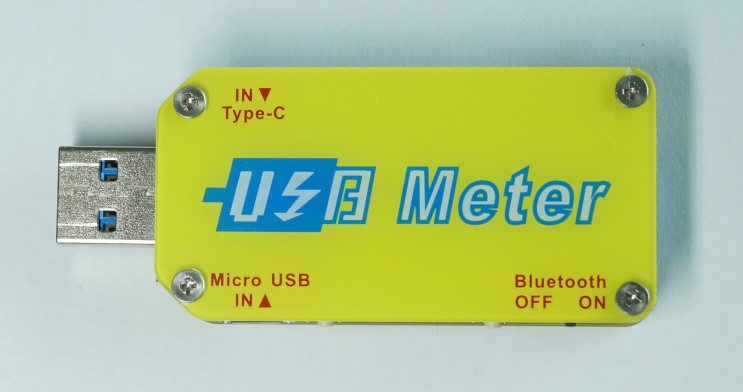 IN ▼
Type-C
USB Meter
Micro USB
IN ▲
Bluetooth
OFF ON